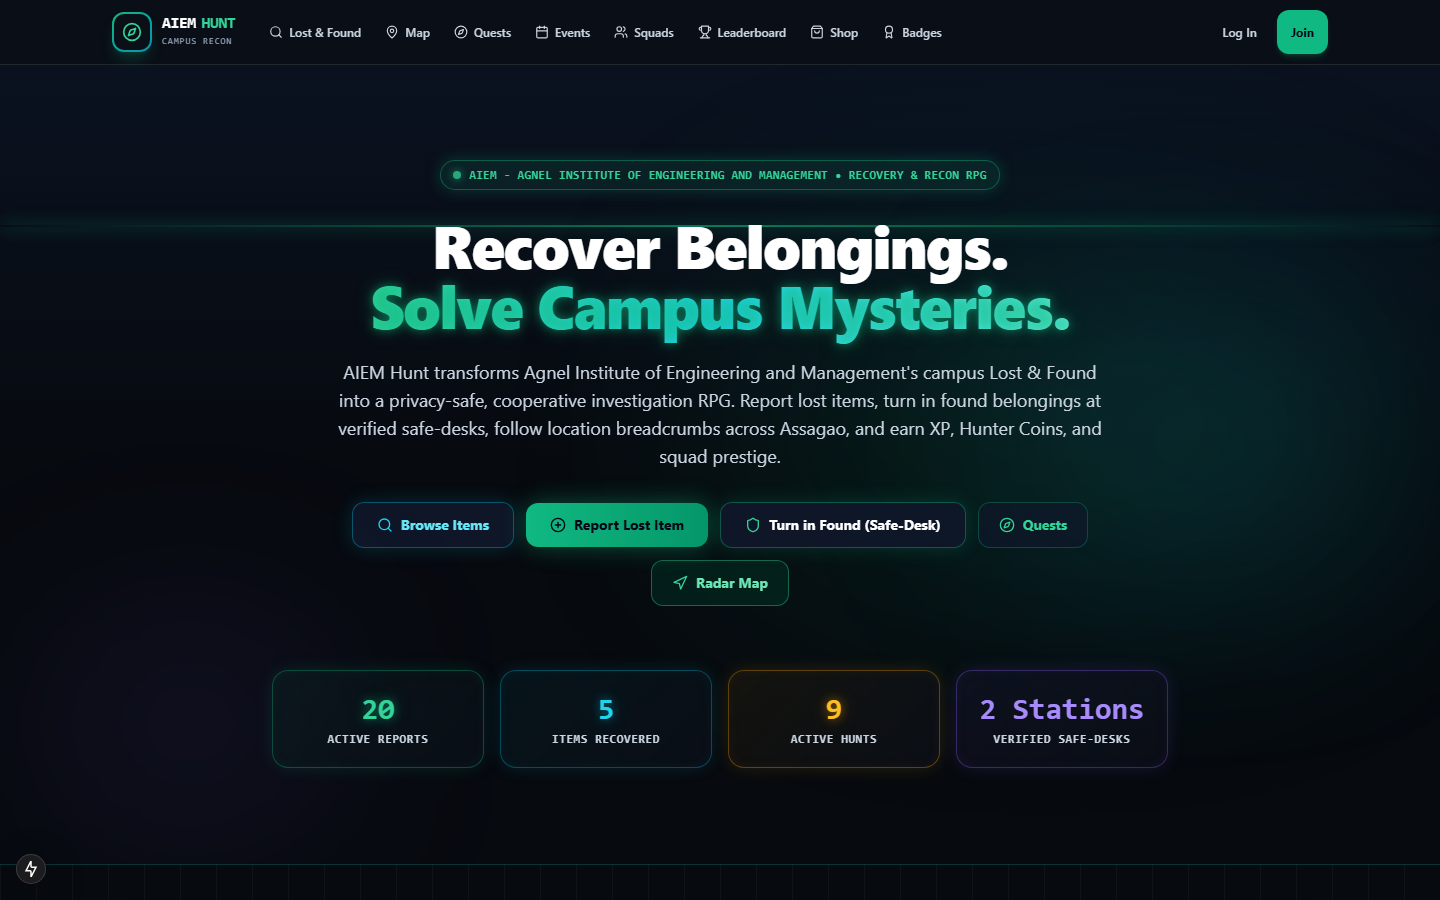 AIEM HUNT
CAMPUS RECON
Lost & Found
Map
Quests
Events
Squads
Leaderboard
Shop
Badges
Log In
Join
AIEM - AGNEL INSTITUTE OF ENGINEERING AND MANAGEMENT • RECOVERY & RECON RPG
Recover Belongings.
Solve Campus Mysteries.
AIEM Hunt transforms Agnel Institute of Engineering and Management's campus Lost & Found
into a privacy-safe, cooperative investigation RPG. Report lost items, turn in found belongings at
verified safe-desks, follow location breadcrumbs across Assagao, and earn XP, Hunter Coins, and
squad prestige.
Browse Items
Report Lost Item
Turn in Found (Safe-Desk)
Quests
Radar Map
20
ACTIVE REPORTS
5
ITEMS RECOVERED
9
ACTIVE HUNTS
2 Stations
VERIFIED SAFE-DESKS